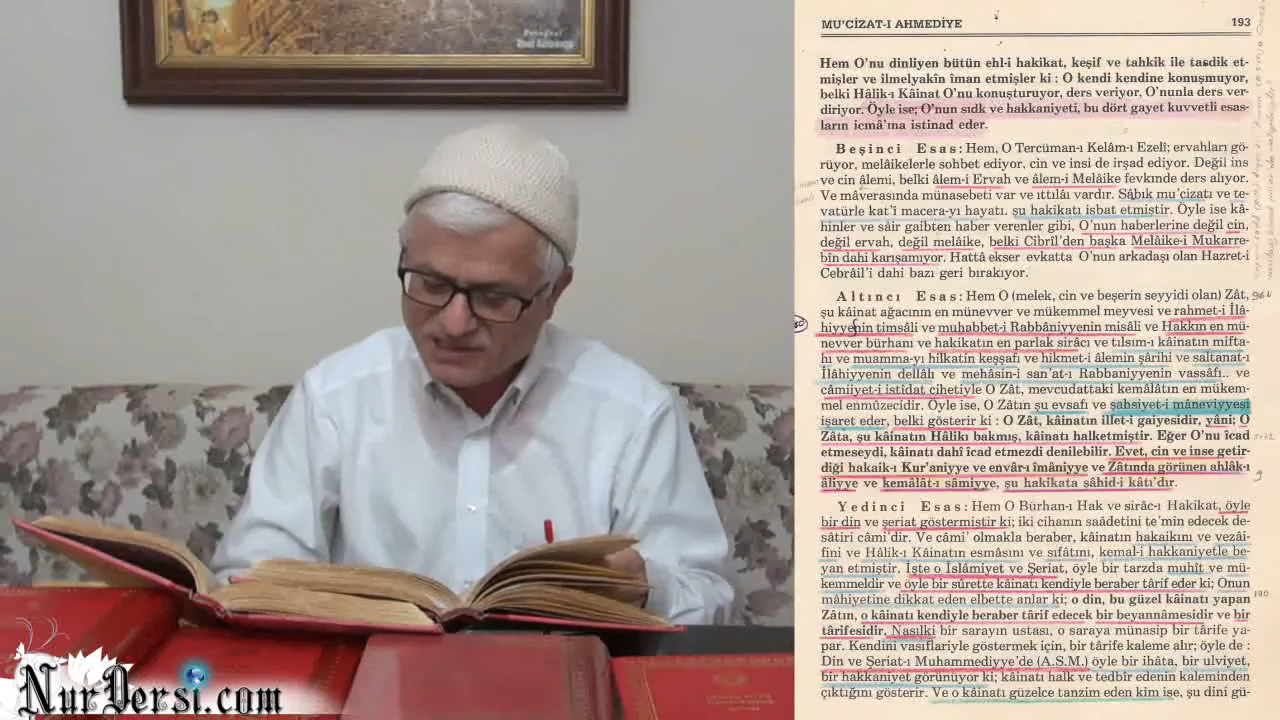 MU'CİZAT-I AHMEDİYE 193
Hem O'nu dinliyen bütün ehl-i hakikat, keşif ve tahkik ile tasdik et-
mişler ve ilmelyakîn îman etmişler ki : O kendi kendine konuşmuyor,
belki Hâlik-ı Kâinat O'nu konuşturuyor, ders veriyor, O'nunla ders ver-
diriyor. Öyle ise; O'nun sıdk ve hakkaniyeti, bu dört gayet kuvvetli esas-
ların icmâ'ına istinad eder.
Beşinci Esas: Hem, O Tercüman-ı Kelâm-ı Ezelî; ervahları gö-
rüyor, melâikelerle sohbet ediyor, cin ve insi de irşad ediyor. Değil ins
ve cin âlemi, belki âlem-i Ervah ve âlem-i Melâike fevkınde ders alıyor.
Ve mâverasında münasebeti var ve ıttılâı vardır. Sâbık mu'cizatı ve te-
vatürle kat'î macera-yı hayatı, şu hakikatı isbat etmiştir. Öyle ise kâ-
hinler ve sâir gaibten haber verenler gibi, O'nun haberlerine değil cin,
değil ervah, değil melâike, belki Cibrîl'den başka Melâike-i Mukarre-
bîn dahi karışamıyor. Hattâ ekser evkatta O'nun arkadaşı olan Hazret-i
Cebrâil'i dahi bazı geri bırakıyor.
Altıncı Esas: Hem O (melek, cin ve beşerin seyyidi olan) Zât,
şu kâinat ağacının en münevver ve mükemmel meyvesi ve rahmet-i İlâ-
hiyyenin timsâli ve muhabbet-i Rabbâniyyenin misâli ve Hakkın en mü-
nevver bürhanı ve hakikatın en parlak sirâcı ve tılsım-ı kâinatın mifta-
hı ve muamma-yı hilkatin keşşafı ve hikmet-i âlemin şârihi ve saltanat-ı
İlâhiyyenin dellâlı ve mehâsin-i san'at-ı Rabbaniyyenin vassafı.. ve
câmiiyet-i istîdat cihetiyle O Zât, mevcudattaki kemâlâtın en mükem-
mel enmûzecidir. Öyle ise, O Zâtın şu evsafı ve şahsiyet-i mâneviyyesi
işaret eder, belki gösterir ki : O Zât, kâinatın illet-i gaiyesidir, yâni; O
Zâta, şu kâinatın Hâlikı bakmış, kâinatı halketmiştir. Eğer O'nu îcad
etmeseydi, kâinatı dahî îcad etmezdi denilebilir. Evet, cin ve inse getir-
diği hakaik-ı Kur'aniyye ve envâr-ı îmâniyye ve Zâtında görünen ahlâk-ı
âliyye ve kemâlât-ı sâmiyye, şu hakikata şâhid-i kàtı'dır.
Yedinci Esas: Hem O Bürhan-ı Hak ve sirâc-ı Hakikat, öyle
bir din ve şeriat göstermiştir ki; iki cihanın saâdetini te'min edecek de-
sâtiri câmi'dir. Ve câmi' olmakla beraber, kâinatın hakaikını ve vezâi-
fini ve Hâlik-ı Kâinatın esmâsını ve sıfâtını, kemal-i hakkaniyetle be-
yan etmiştir. İşte o İslâmiyet ve Şeriat, öyle bir tarzda muhît ve mü-
kemmeldir ve öyle bir sûrette kâinatı kendiyle beraber târif eder ki; Onun
mâhiyetine dikkat eden elbette anlar ki; o din, bu güzel kâinatı yapan
Zâtın, o kâinatı kendiyle beraber târif edecek bir beyannâmesidir ve bir
târifesidir. Nasılki bir sarayın ustası, o saraya münasip bir târife ya-
par. Kendini vasıflariyle göstermek için, bir târife kaleme alır; öyle de :
Din ve Şeriat-ı Muhammediyye'de (A.S.M.) öyle bir ihâta, bir ulviyet,
bir hakkaniyet görünüyor ki; kâinatı halk ve tedbir edenin kaleminden
çıktığını gösterir. Ve o kâinatı güzelce tanzim eden kim ise, şu dini gü-
NurDersi.com